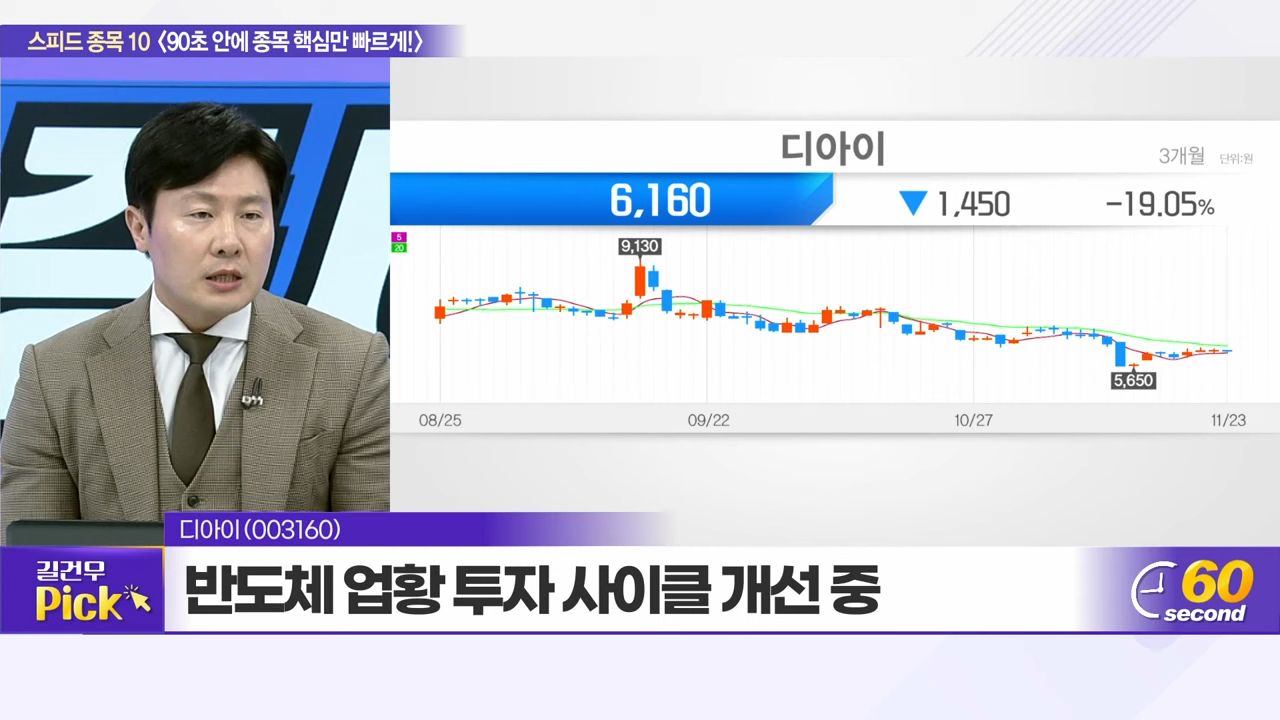 스피드 종목 10 〈90초 안에 종목 핵심만 빠르게!〉
디아이
3개월 단위:원
6,160 ▼ 1,450 -19.05%
5
20
9,130
5,650
08/25 09/22 10/27 11/23
디아이(003160)
길건무
Pick
반도체 업황 투자 사이클 개선 중
60
second